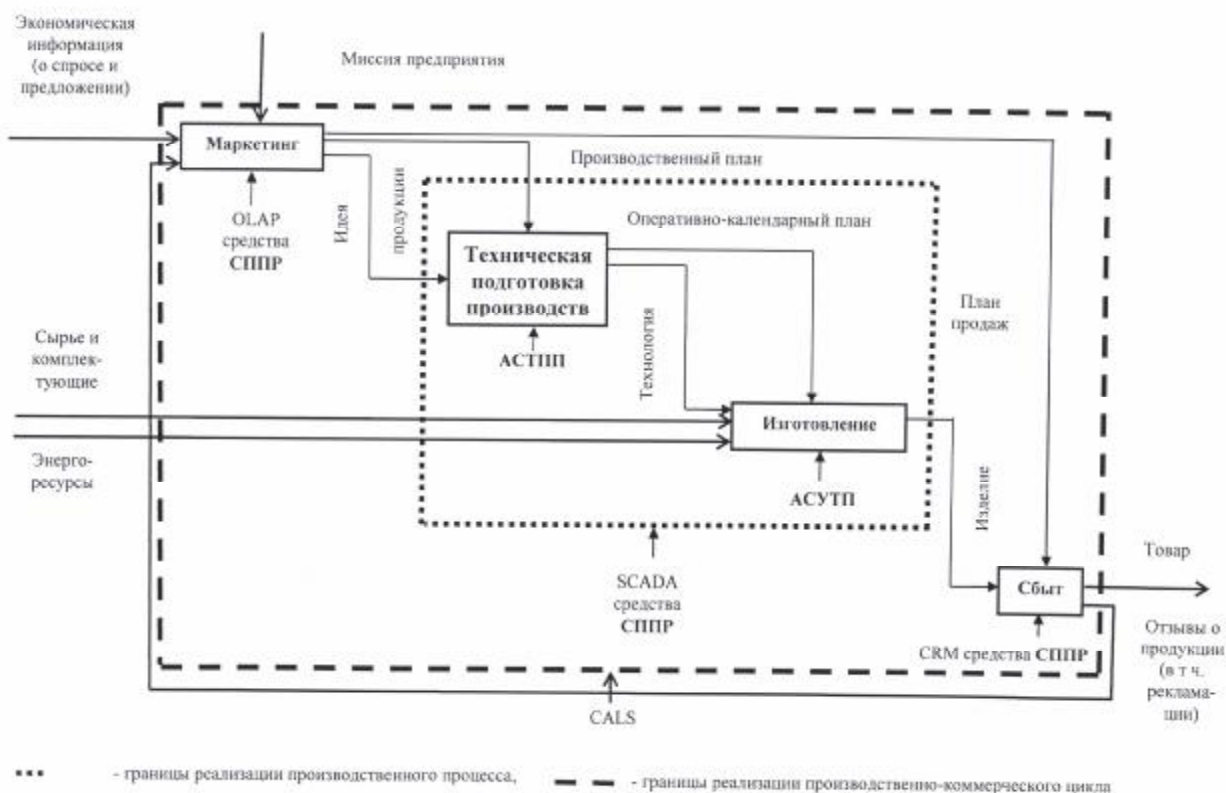 Экономическая
информация
(о спросе и
предложении)
Миссия предприятия
Маркетинг
Производственный план
OLAP
средства
СППР
Идея
продукции
Оперативно-календарный план
Техническая
подготовка
производств
АСТПП
Технология
План
продаж
Сырье и
комплек-
тующие
Изготовление
Энерго-
ресурсы
АСУТП
Изделие
SCADA
средства
СППР
Товар
Сбыт
CRM средства СППР
Отзывы о
продукции
(в т ч.
реклама-
ции)
CALS
- границы реализации производственного процесса,
- границы реализации производственно-коммерческого цикла